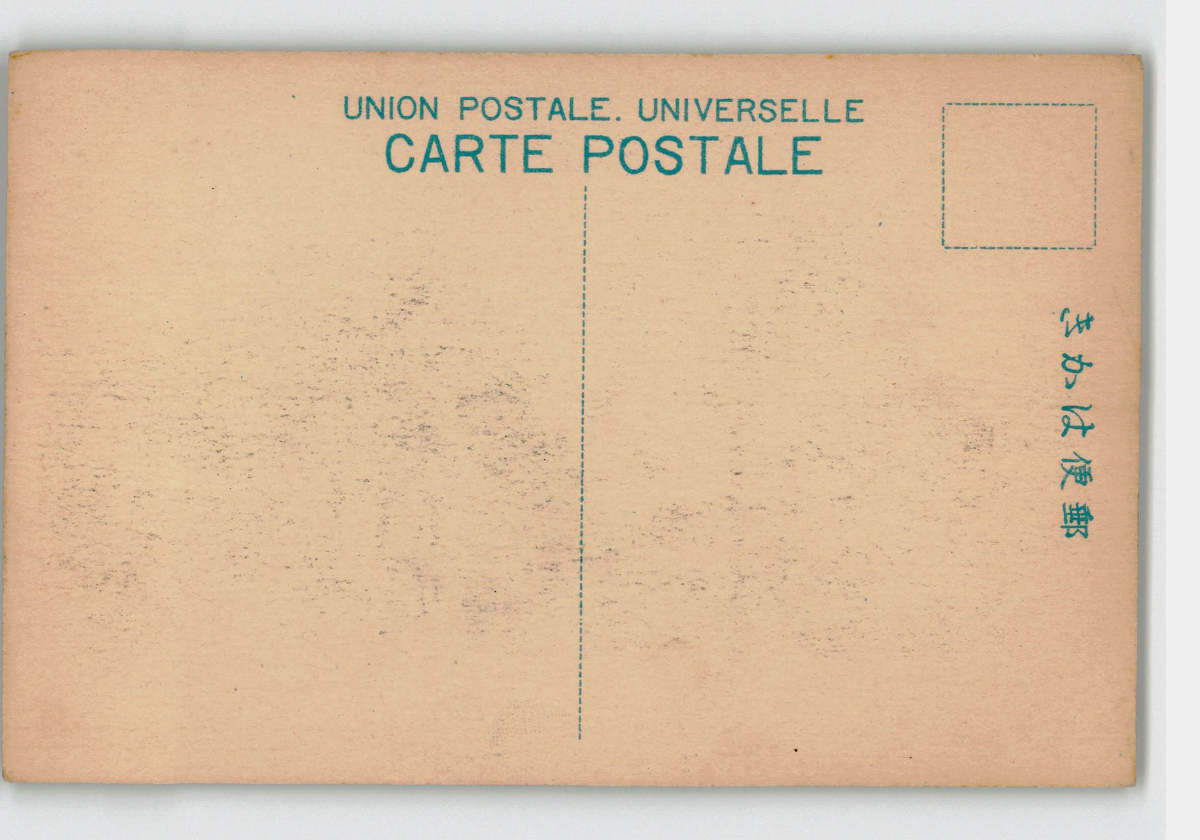 UNION POSTALE. UNIVERSELLE
CARTE POSTALE
郵便はかき